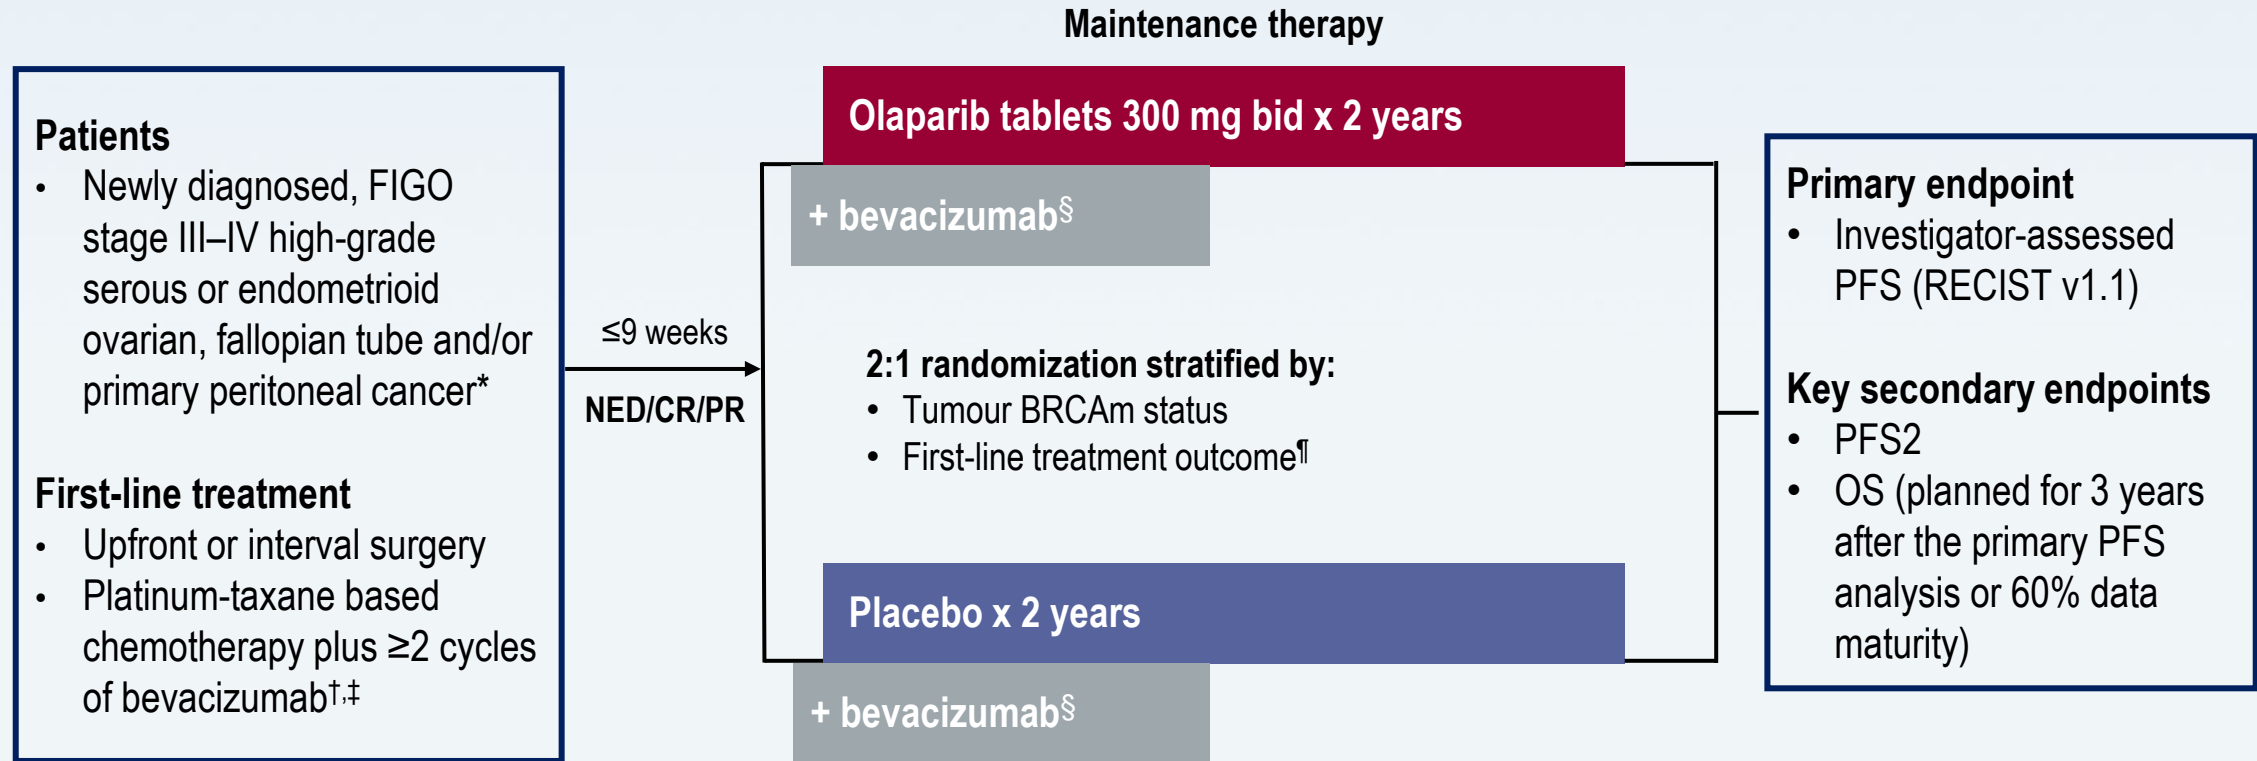 Maintenance therapy
Patients
• Newly diagnosed, FIGO
stage III–IV high-grade
serous or endometrioid
ovarian, fallopian tube and/or
primary peritoneal cancer*
First-line treatment
• Upfront or interval surgery
• Platinum-taxane based
chemotherapy plus ≥2 cycles
of bevacizumab†,‡
≤9 weeks
NED/CR/PR
Olaparib tablets 300 mg bid x 2 years
+ bevacizumab§
2:1 randomization stratified by:
• Tumour BRCAm status
• First-line treatment outcome¶
Placebo x 2 years
+ bevacizumab§
Primary endpoint
• Investigator-assessed
PFS (RECIST v1.1)
Key secondary endpoints
• PFS2
• OS (planned for 3 years
after the primary PFS
analysis or 60% data
maturity)